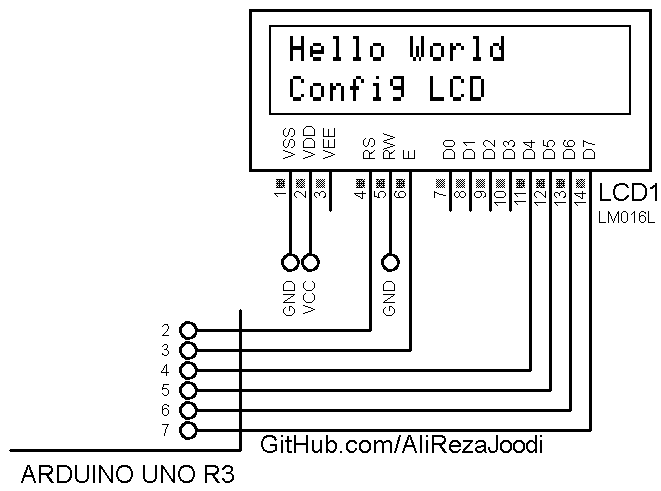 Hello World
Config LCD
VSS VDD VEE RS RW E D0 D1 D2 D3 D4 D5 D6 D7
1 2 3 4 5 6 7 8 9 10 11 12 13 14
LCD1
LM016L
GND VCC GND
2
3
4
5
6
7
GitHub.com/AliRezaJoodi
ARDUINO UNO R3